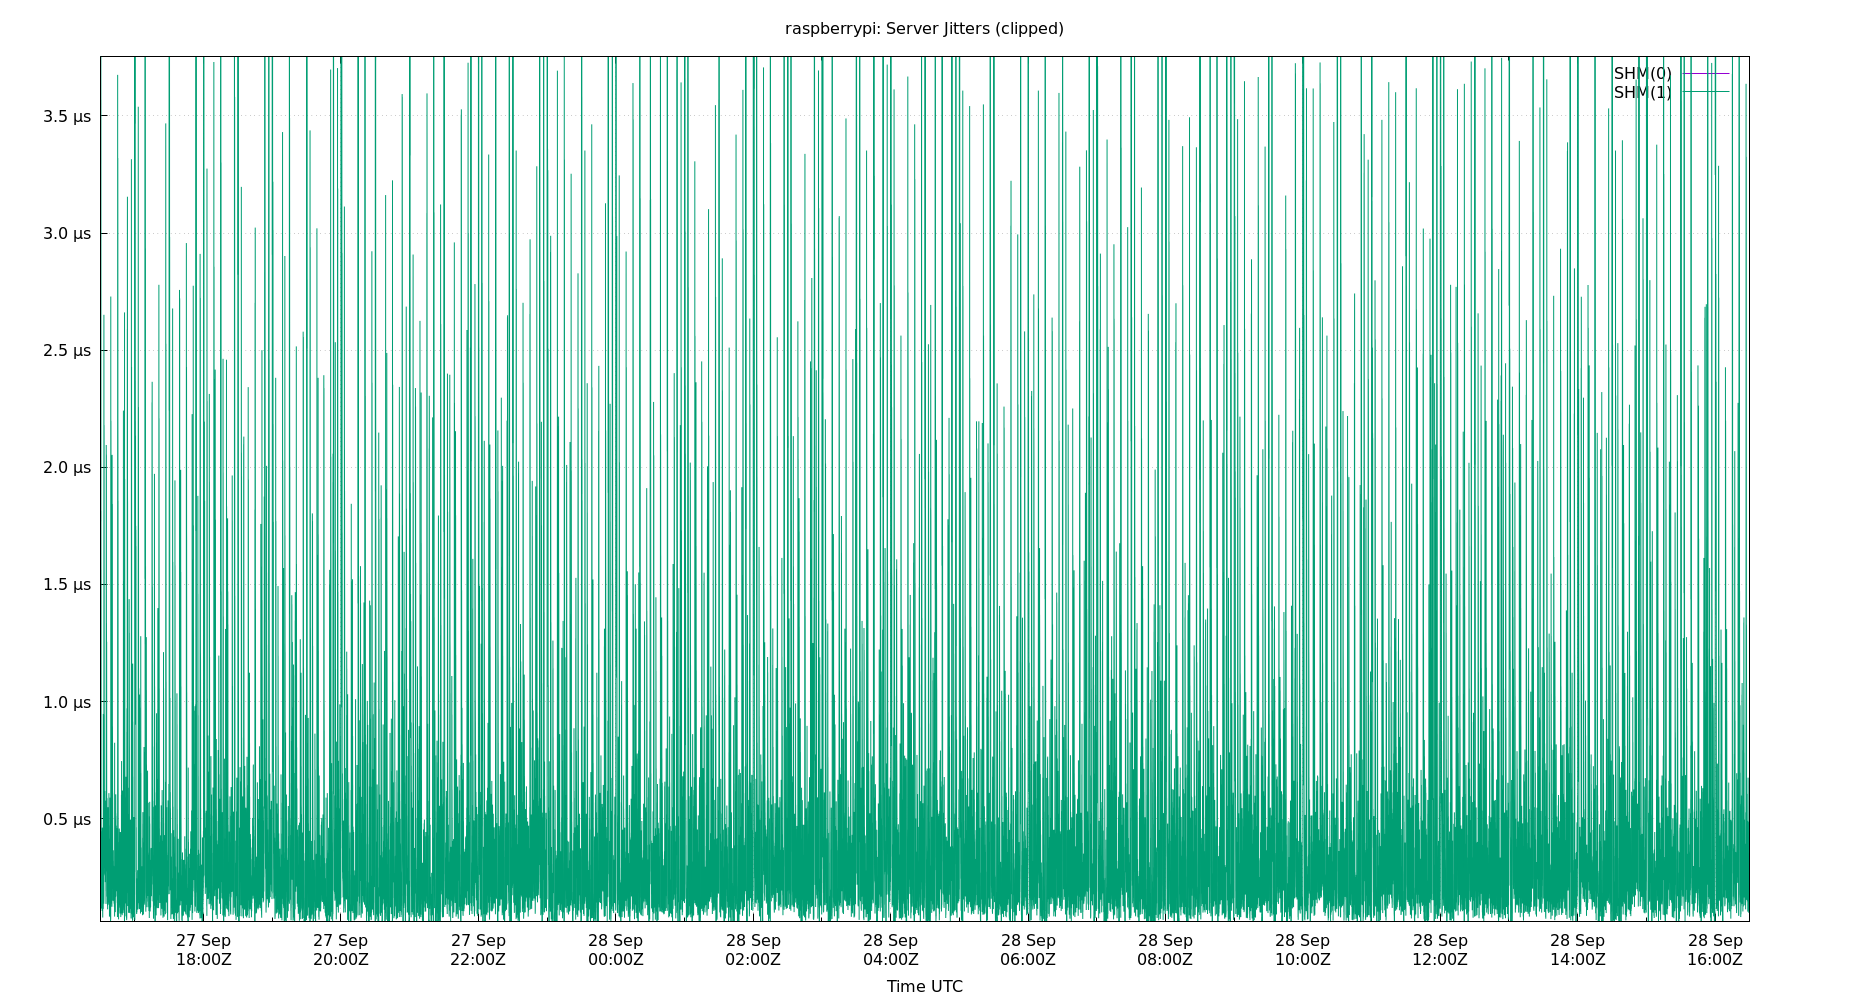 raspberrypi: Server Jitters (clipped)
SHM(0)
SHM(1)
3.5 µs
3.0 µs
2.5 µs
2.0 µs
1.5 µs
1.0 µs
0.5 µs
27 Sep 27 Sep 27 Sep 28 Sep 28 Sep 28 Sep 28 Sep 28 Sep 28 Sep 28 Sep 28 Sep 28 Sep
18:00Z 20:00Z 22:00Z 00:00Z 02:00Z 04:00Z 06:00Z 08:00Z 10:00Z 12:00Z 14:00Z 16:00Z
Time UTC